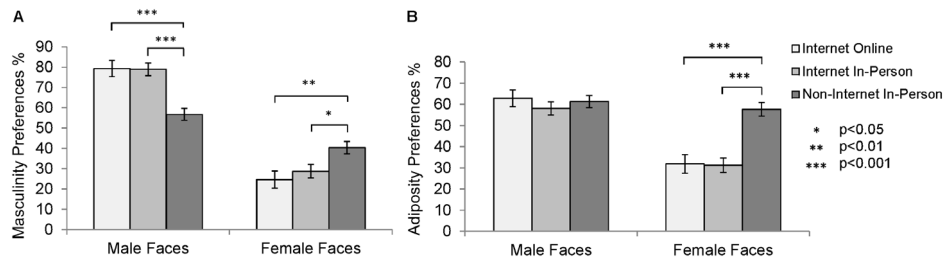 A
***
***
**
*
Masculinity Preferences %
90
80
70
60
50
40
30
20
10
0
Male Faces
Female Faces
B
***
***
Adiposity Preferences %
80
70
60
50
40
30
20
10
0
Male Faces
Female Faces
Internet Online
Internet In-Person
Non-Internet In-Person
* p<0.05
** p<0.01
*** p<0.001